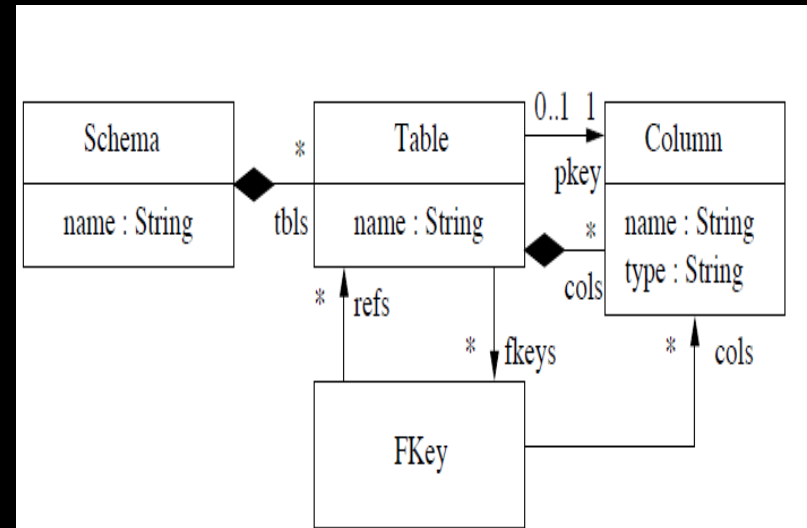 Schema
name : String
*
tbls
Table
name : String
0..1 1
pkey
Column
name : String
type : String
*
cols
* refs
* fkeys
* cols
FKey